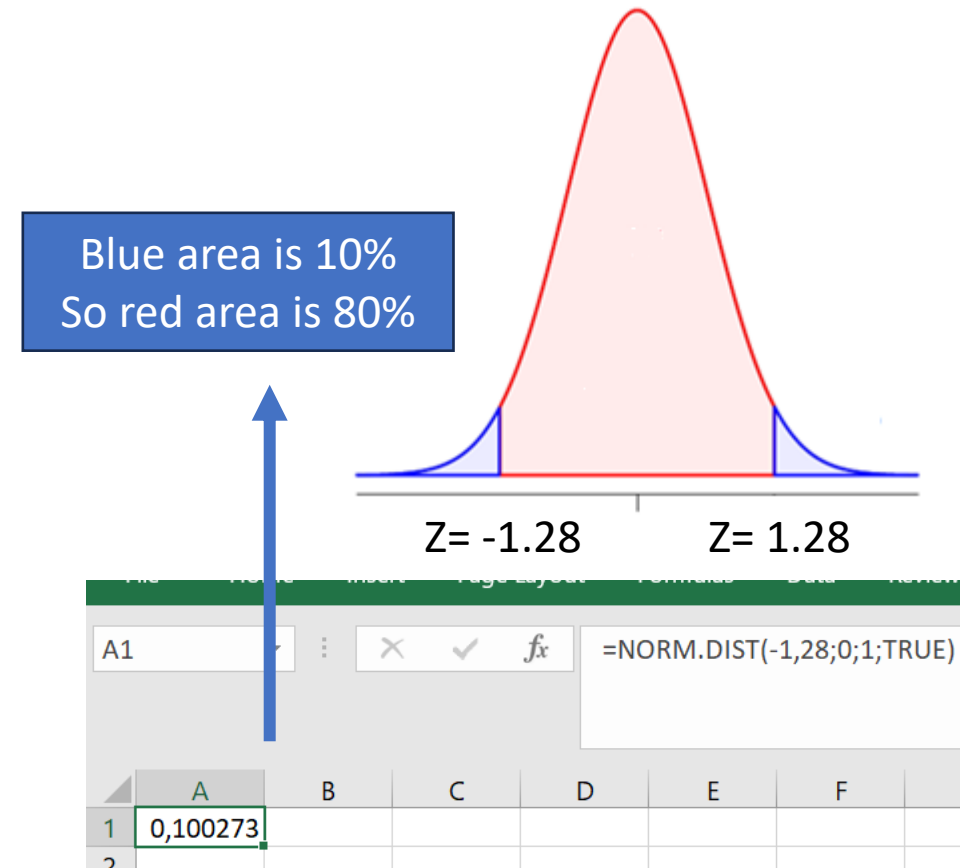 Blue area is 10%
So red area is 80%
Z= -1.28 Z= 1.28
A1 fx =NORM.DIST(-1,28;0;1;TRUE)
A B C D E F
1 0,100273
2